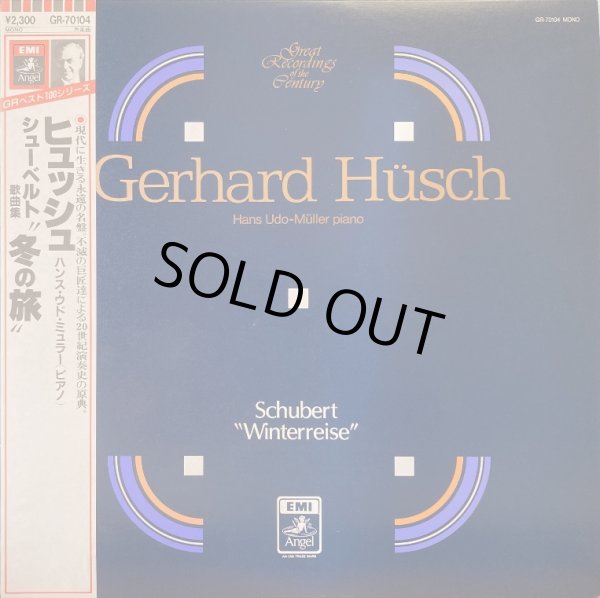 ¥2,300 GR-70104
MONO
EMI
Angel
GRベスト100シリーズ
●現代に生きる永遠の名盤、不滅の巨匠達による20世紀演奏史の原典。
ヒュッシュ
ハンス・ウド・ミュラー(ピアノ)
シューベルト
歌曲集
"冬の旅"
GR-70104 MONO
Great
Recordings
of the
Century
Gerhard Hüsch
Hans Udo-Müller piano
SOLD OUT
Schubert
"Winterreise"
EMI
Angel